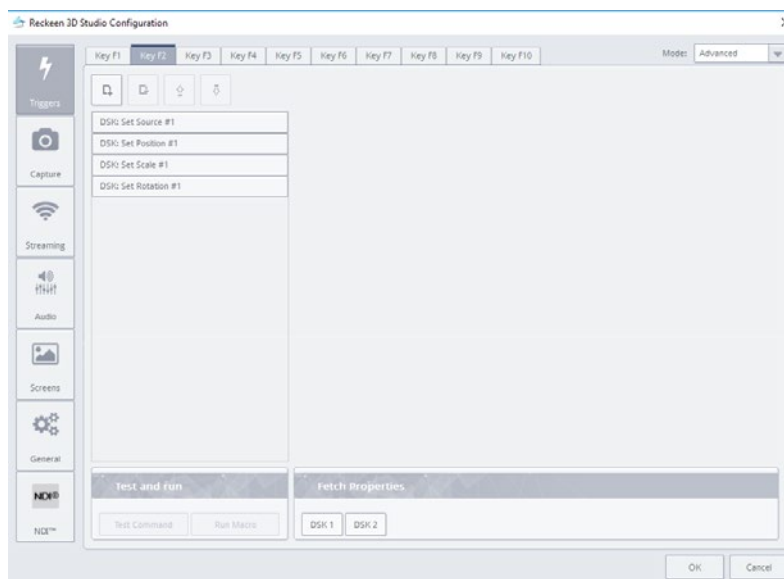 Reckeen 3D Studio Configuration
Key F1 Key F2 Key F3 Key F4 Key F5 Key F6 Key F7 Key F8 Key F9 Key F10 Mode: Advanced
Triggers
DSK: Set Source #1
DSK: Set Position #1
DSK: Set Scale #1
DSK: Set Rotation #1
Capture
Streaming
Audio
Screens
General
NDI®
NDI™
Test and run
Test Command Run Macro
Fetch Properties
DSK 1 DSK 2
OK Cancel